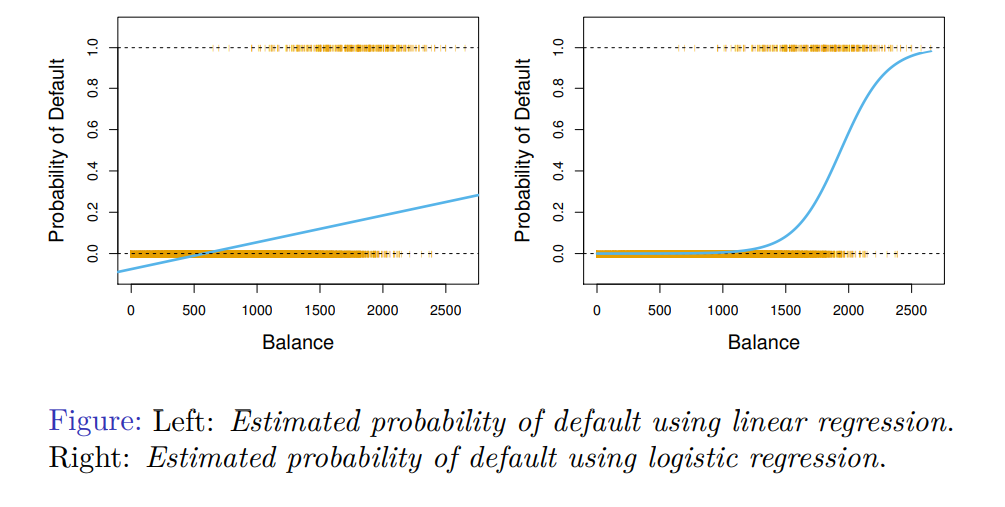 1.0
0.8
0.6
0.4
0.2
0.0
Probability of Default
0 500 1000 1500 2000 2500
Balance
1.0
0.8
0.6
0.4
0.2
0.0
Probability of Default
0 500 1000 1500 2000 2500
Balance
Figure: Left: Estimated probability of default using linear regression.
Right: Estimated probability of default using logistic regression.